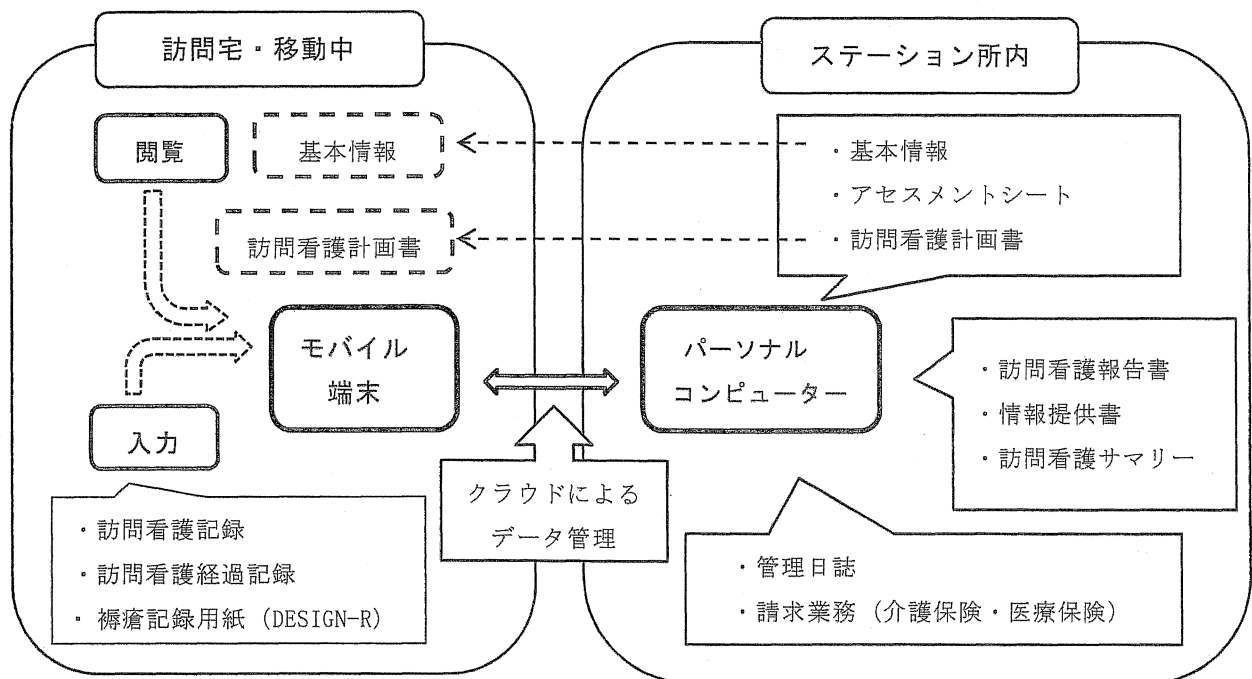 訪問宅・移動中
閲覧
基本情報
訪問看護計画書
モバイル
端末
入力
・訪問看護記録
・訪問看護経過記録
・褥瘡記録用紙 (DESIGN-R)
クラウドによる
データ管理
ステーション所内
・基本情報
・アセスメントシート
・訪問看護計画書
パーソナル
コンピューター
・訪問看護報告書
・情報提供書
・訪問看護サマリー
・管理日誌
・請求業務 (介護保険・医療保険)